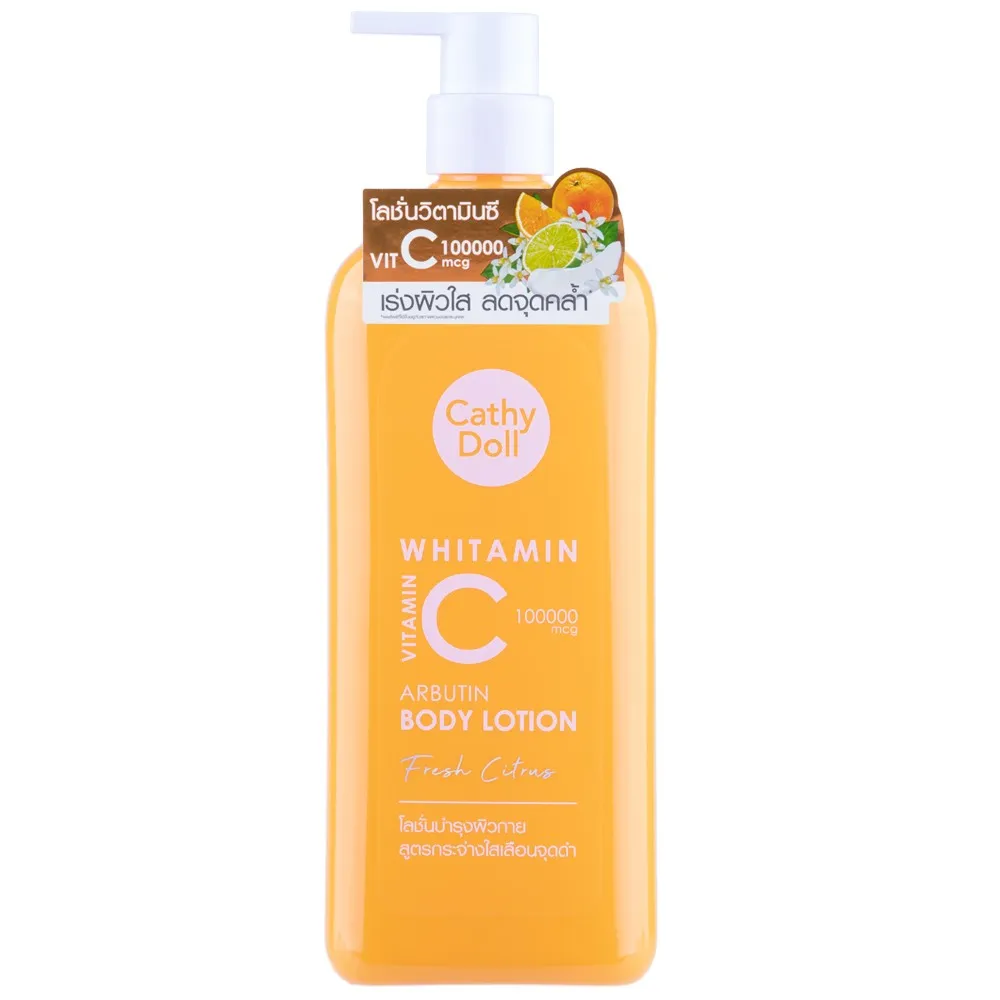 โลชั่นวิตามินซี
VIT C 100000 mcg
เร่งผิวใส ลดจุดคล้ำ*
Cathy
Doll
WHITAMIN
VITAMIN C 100000 mcg
ARBUTIN
BODY LOTION
Fresh Citrus
โลชั่นบำรุงผิวกาย
สูตรกระจ่างใสเลือนจุดดำ